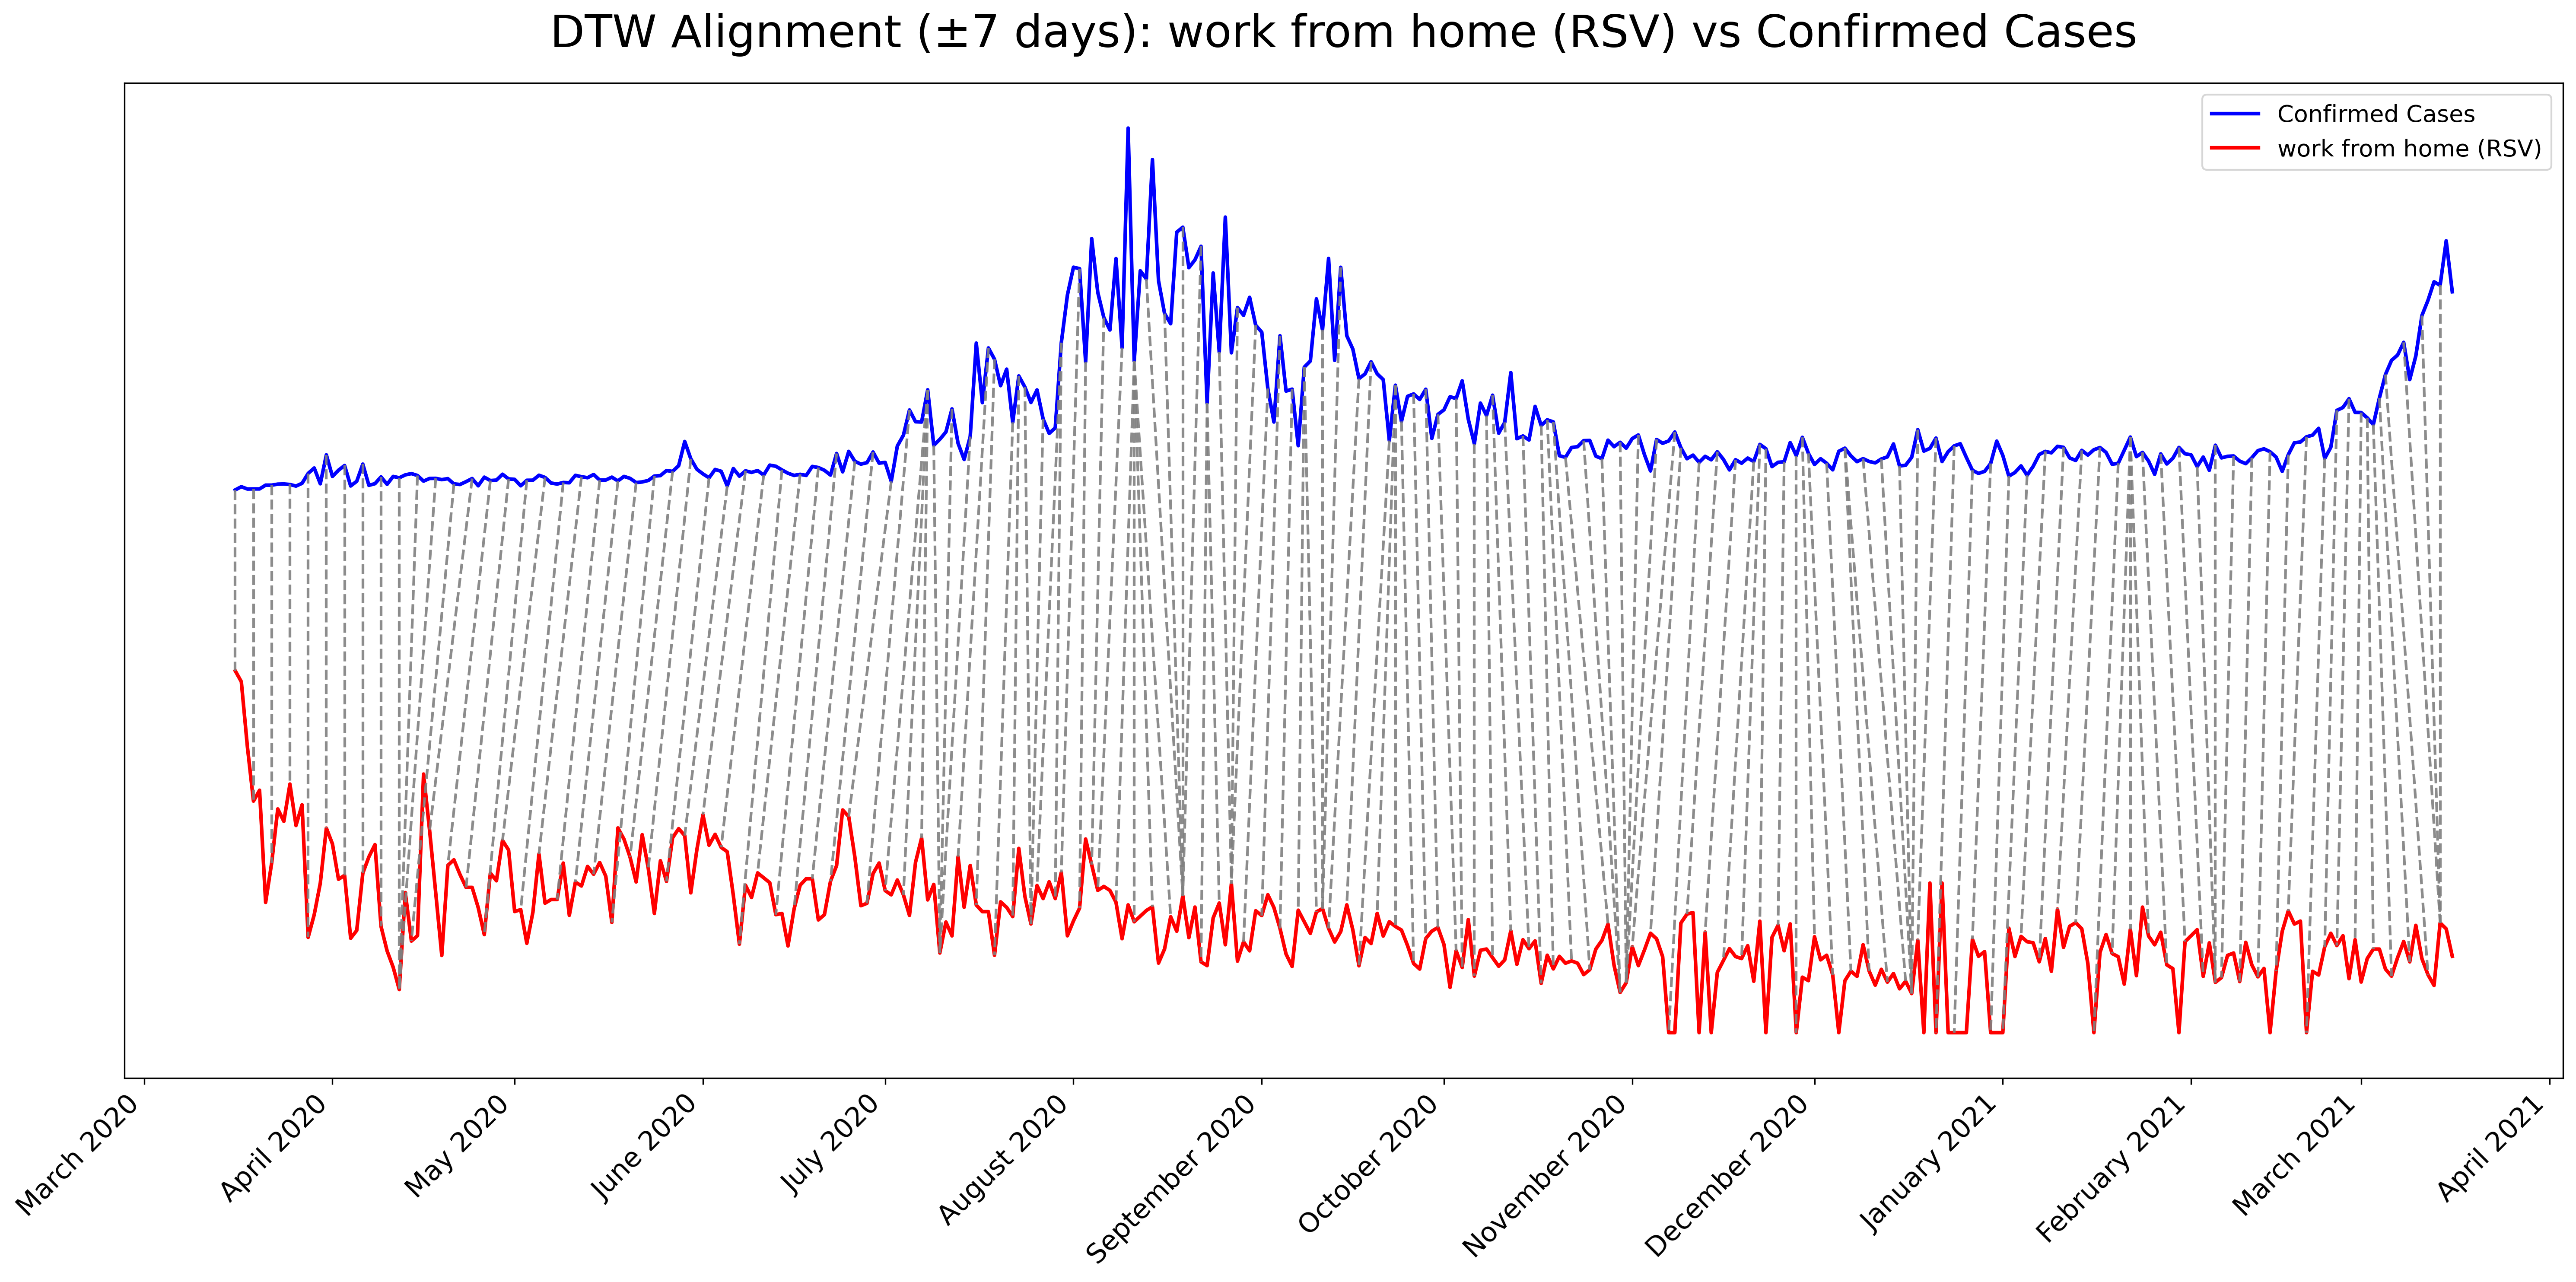 DTW Alignment (±7 days): work from home (RSV) vs Confirmed Cases
Confirmed Cases
work from home (RSV)
March 2020
April 2020
May 2020
June 2020
July 2020
August 2020
September 2020
October 2020
November 2020
December 2020
January 2021
February 2021
March 2021
April 2021